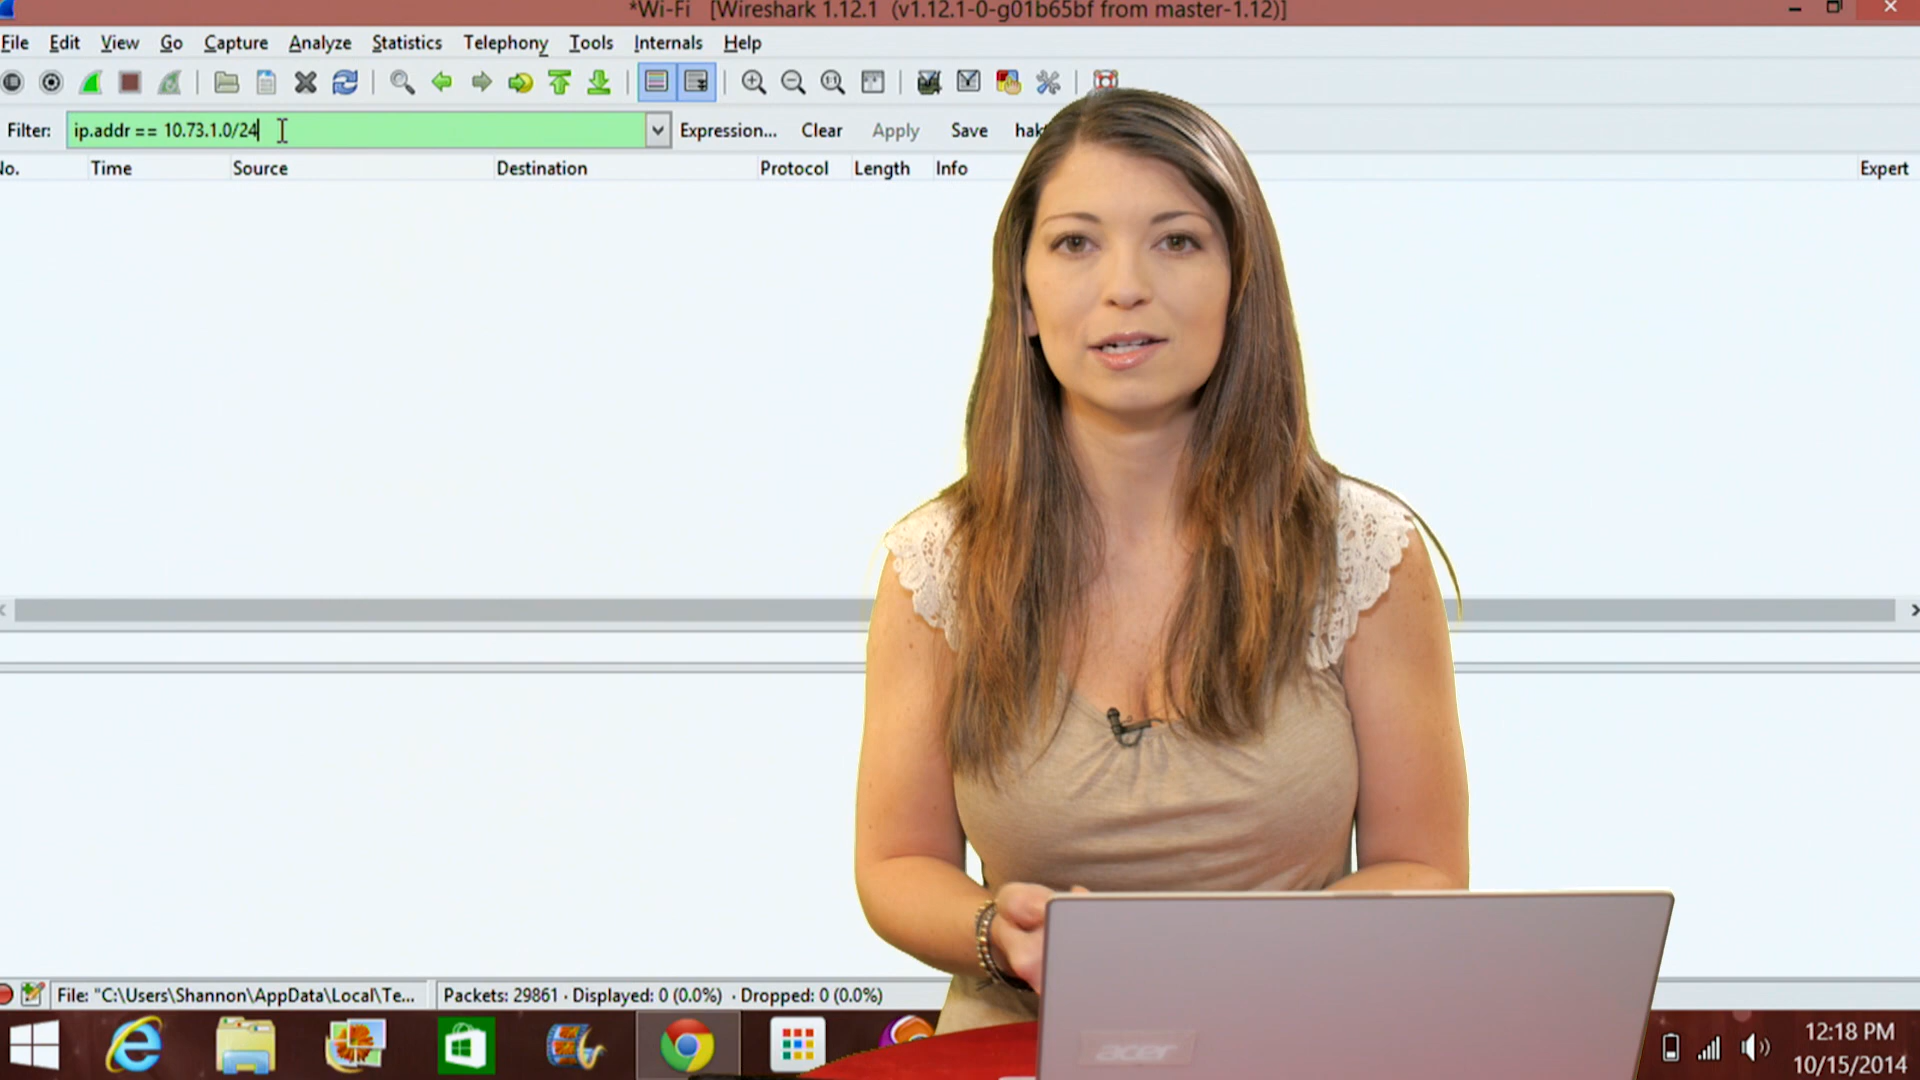 *Wi-Fi [Wireshark 1.12.1 (v1.12.1-0-g01b65bf from master-1.12)]
File Edit View Go Capture Analyze Statistics Telephony Tools Internals Help
Filter: ip.addr == 10.73.1.0/24 Expression... Clear Apply Save
Time Source Destination Protocol Length Info Expert
File: "C:\Users\Shannon\AppData\Local\Te... Packets: 29861 · Displayed: 0 (0.0%) · Dropped: 0 (0.0%)
acer
12:18 PM
10/15/2014